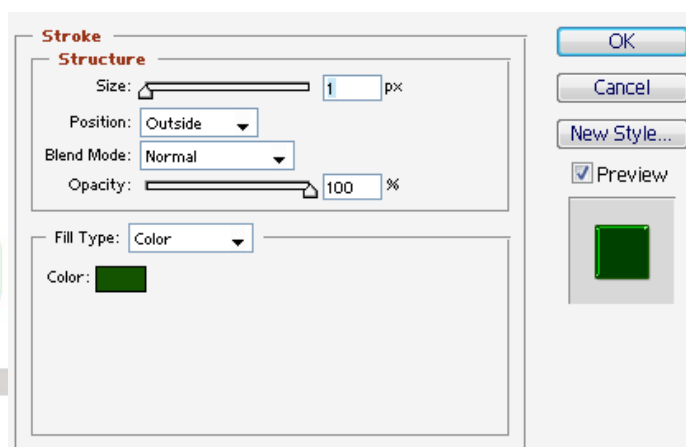 Stroke
Structure
Size: 1 px
Position: Outside
Blend Mode: Normal
Opacity: 100 %
Fill Type: Color
Color:
OK
Cancel
New Style...
Preview